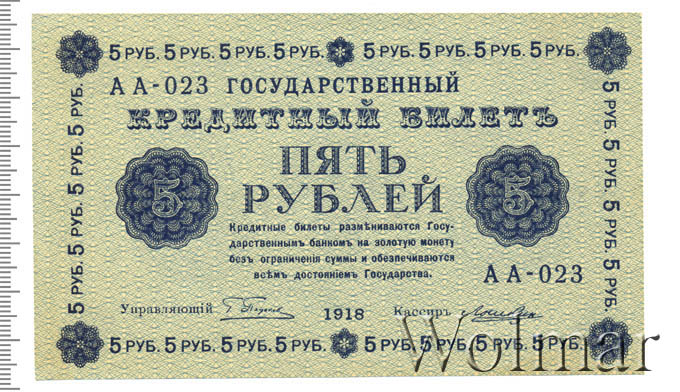 5 РУБ. 5 РУБ. 5 РУБ. 5 РУБ. 5 РУБ. 5 РУБ. 5 РУБ. 5 РУБ.
АА-023 ГОСУДАРСТВЕННЫЙ
КРЕДИТНЫЙ БИЛЕТЪ
ПЯТЬ
РУБЛЕЙ
5
5
Кредитные билеты размѣниваются Госу-
дарственнымъ банкомъ на золотую монету
безъ ограниченія суммы и обезпечиваются
всѣмъ достояніемъ Государства.
АА-023
Управляющій
1918
Кассиръ
5 РУБ. 5 РУБ. 5 РУБ. 5 РУБ. 5 РУБ. 5 РУБ. 5 РУБ. 5 РУБ.
5 РУБ. 5 РУБ. 5 РУБ. 5 РУБ. 5 РУБ.
5 РУБ. 5 РУБ. 5 РУБ. 5 РУБ. 5 РУБ.
Wolmar